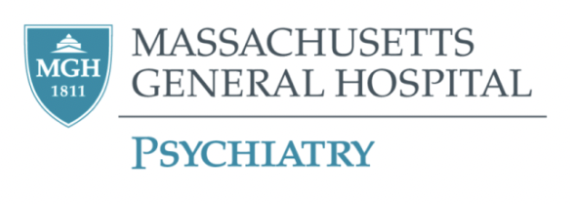 MGH
1811
MASSACHUSETTS
GENERAL HOSPITAL
PSYCHIATRY